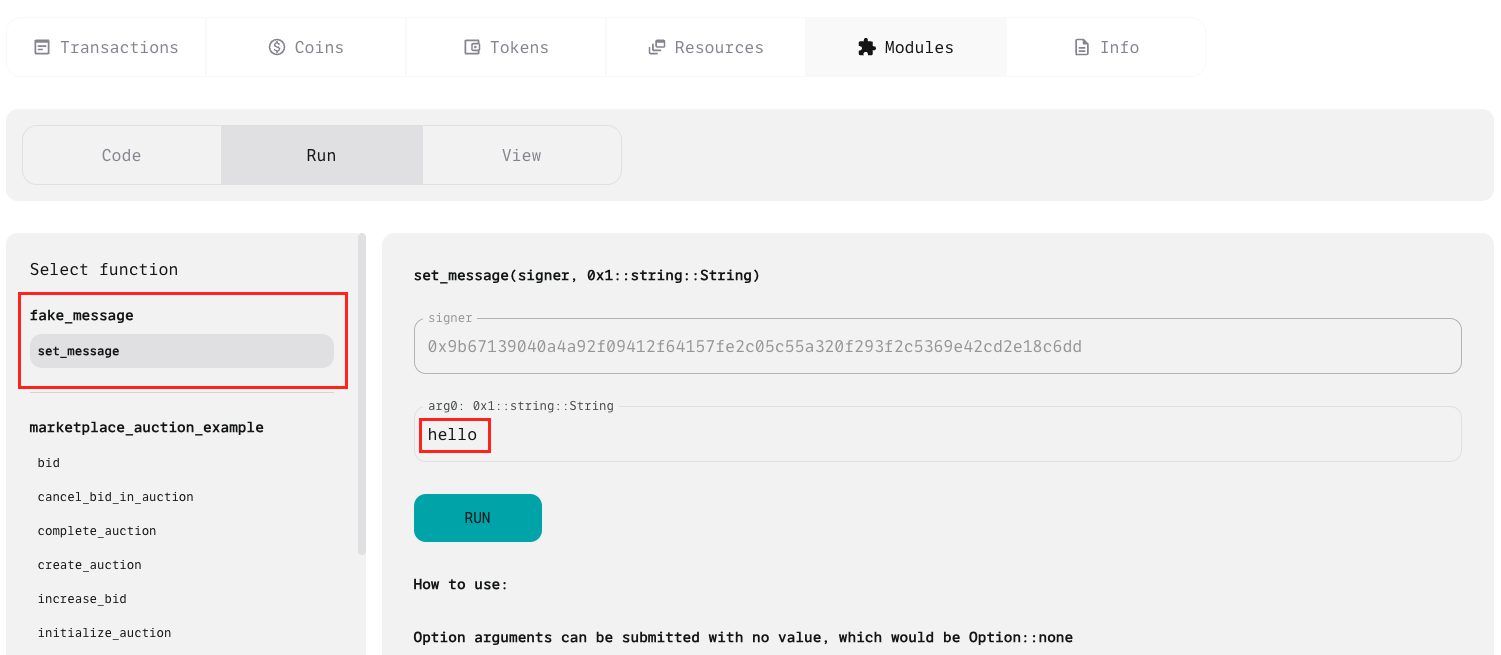 Transactions Coins Tokens Resources Modules Info
Code Run View
Select function
fake_message
set_message
marketplace_auction_example
bid
cancel_bid_in_auction
complete_auction
create_auction
increase_bid
initialize_auction
set_message(signer, 0x1::string::String)
signer
0x9b67139040a4a92f09412f64157fe2c05c55a320f293f2c5369e42cd2e18c6dd
arg0: 0x1::string::String
hello
RUN
How to use:
Option arguments can be submitted with no value, which would be Option::none